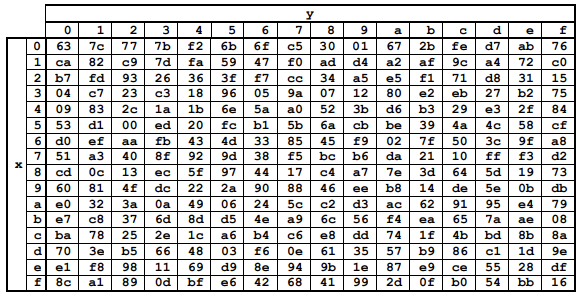 y
0 1 2 3 4 5 6 7 8 9 a b c d e f
0 63 7c 77 7b f2 6b 6f c5 30 01 67 2b fe d7 ab 76
1 ca 82 c9 7d fa 59 47 f0 ad d4 a2 af 9c a4 72 c0
2 b7 fd 93 26 36 3f f7 cc 34 a5 e5 f1 71 d8 31 15
3 04 c7 23 c3 18 96 05 9a 07 12 80 e2 eb 27 b2 75
4 09 83 2c 1a 1b 6e 5a a0 52 3b d6 b3 29 e3 2f 84
5 53 d1 00 ed 20 fc b1 5b 6a cb be 39 4a 4c 58 cf
6 d0 ef aa fb 43 4d 33 85 45 f9 02 7f 50 3c 9f a8
x 7 51 a3 40 8f 92 9d 38 f5 bc b6 da 21 10 ff f3 d2
8 cd 0c 13 ec 5f 97 44 17 c4 a7 7e 3d 64 5d 19 73
9 60 81 4f dc 22 2a 90 88 46 ee b8 14 de 5e 0b db
a e0 32 3a 0a 49 06 24 5c c2 d3 ac 62 91 95 e4 79
b e7 c8 37 6d 8d d5 4e a9 6c 56 f4 ea 65 7a ae 08
c ba 78 25 2e 1c a6 b4 c6 e8 dd 74 1f 4b bd 8b 8a
d 70 3e b5 66 48 03 f6 0e 61 35 57 b9 86 c1 1d 9e
e e1 f8 98 11 69 d9 8e 94 9b 1e 87 e9 ce 55 28 df
f 8c a1 89 0d bf e6 42 68 41 99 2d 0f b0 54 bb 16